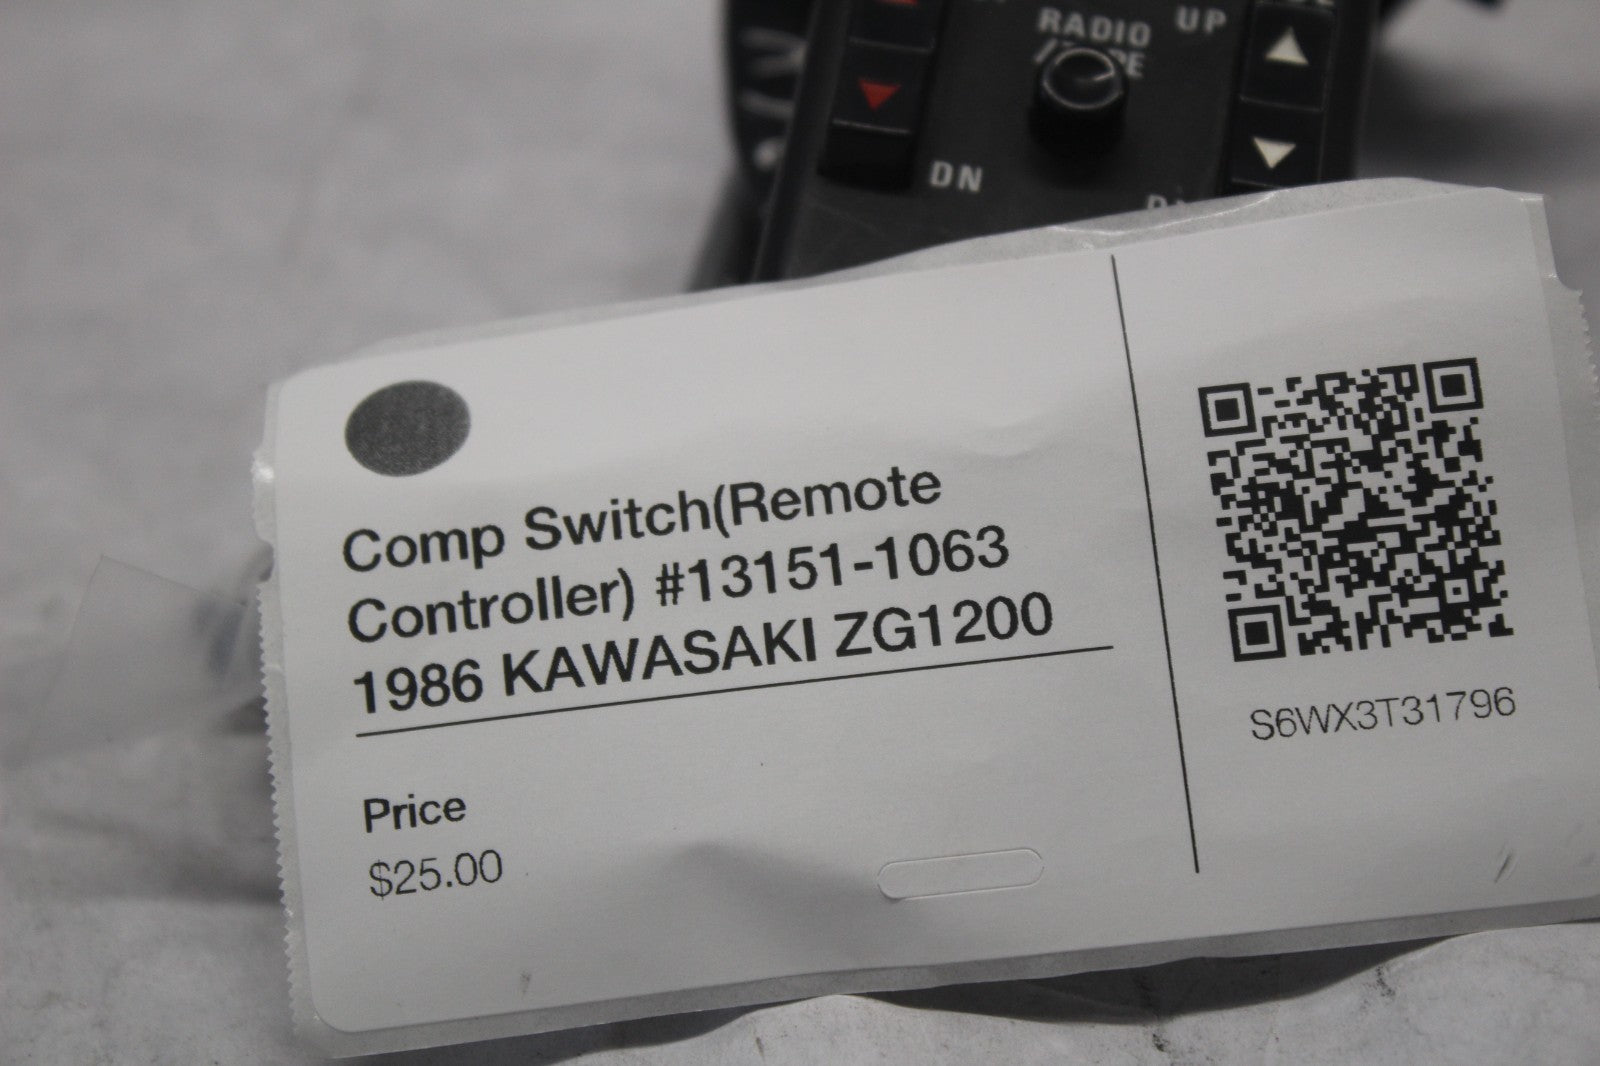 RADIO
UP
DN
Comp Switch(Remote
Controller) #13151-1063
1986 KAWASAKI ZG1200
Price
$25.00
S6WX3T31796